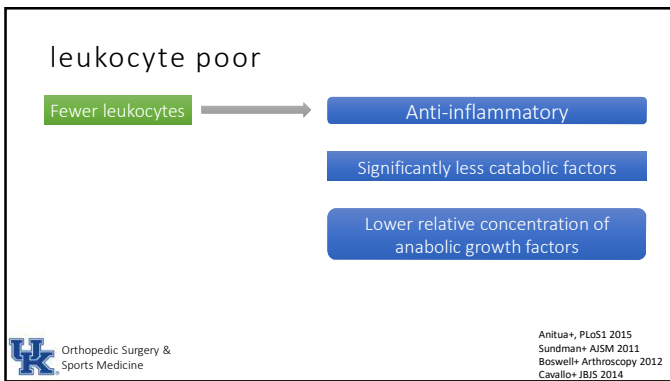 leukocyte poor
Fewer leukocytes
Anti-inflammatory
Significantly less catabolic factors
Lower relative concentration of
anabolic growth factors
UK
Orthopedic Surgery &
Sports Medicine
Anitua+, PLoS1 2015
Sundman+ AJSM 2011
Boswell+ Arthroscopy 2012
Cavallo+ JBJS 2014